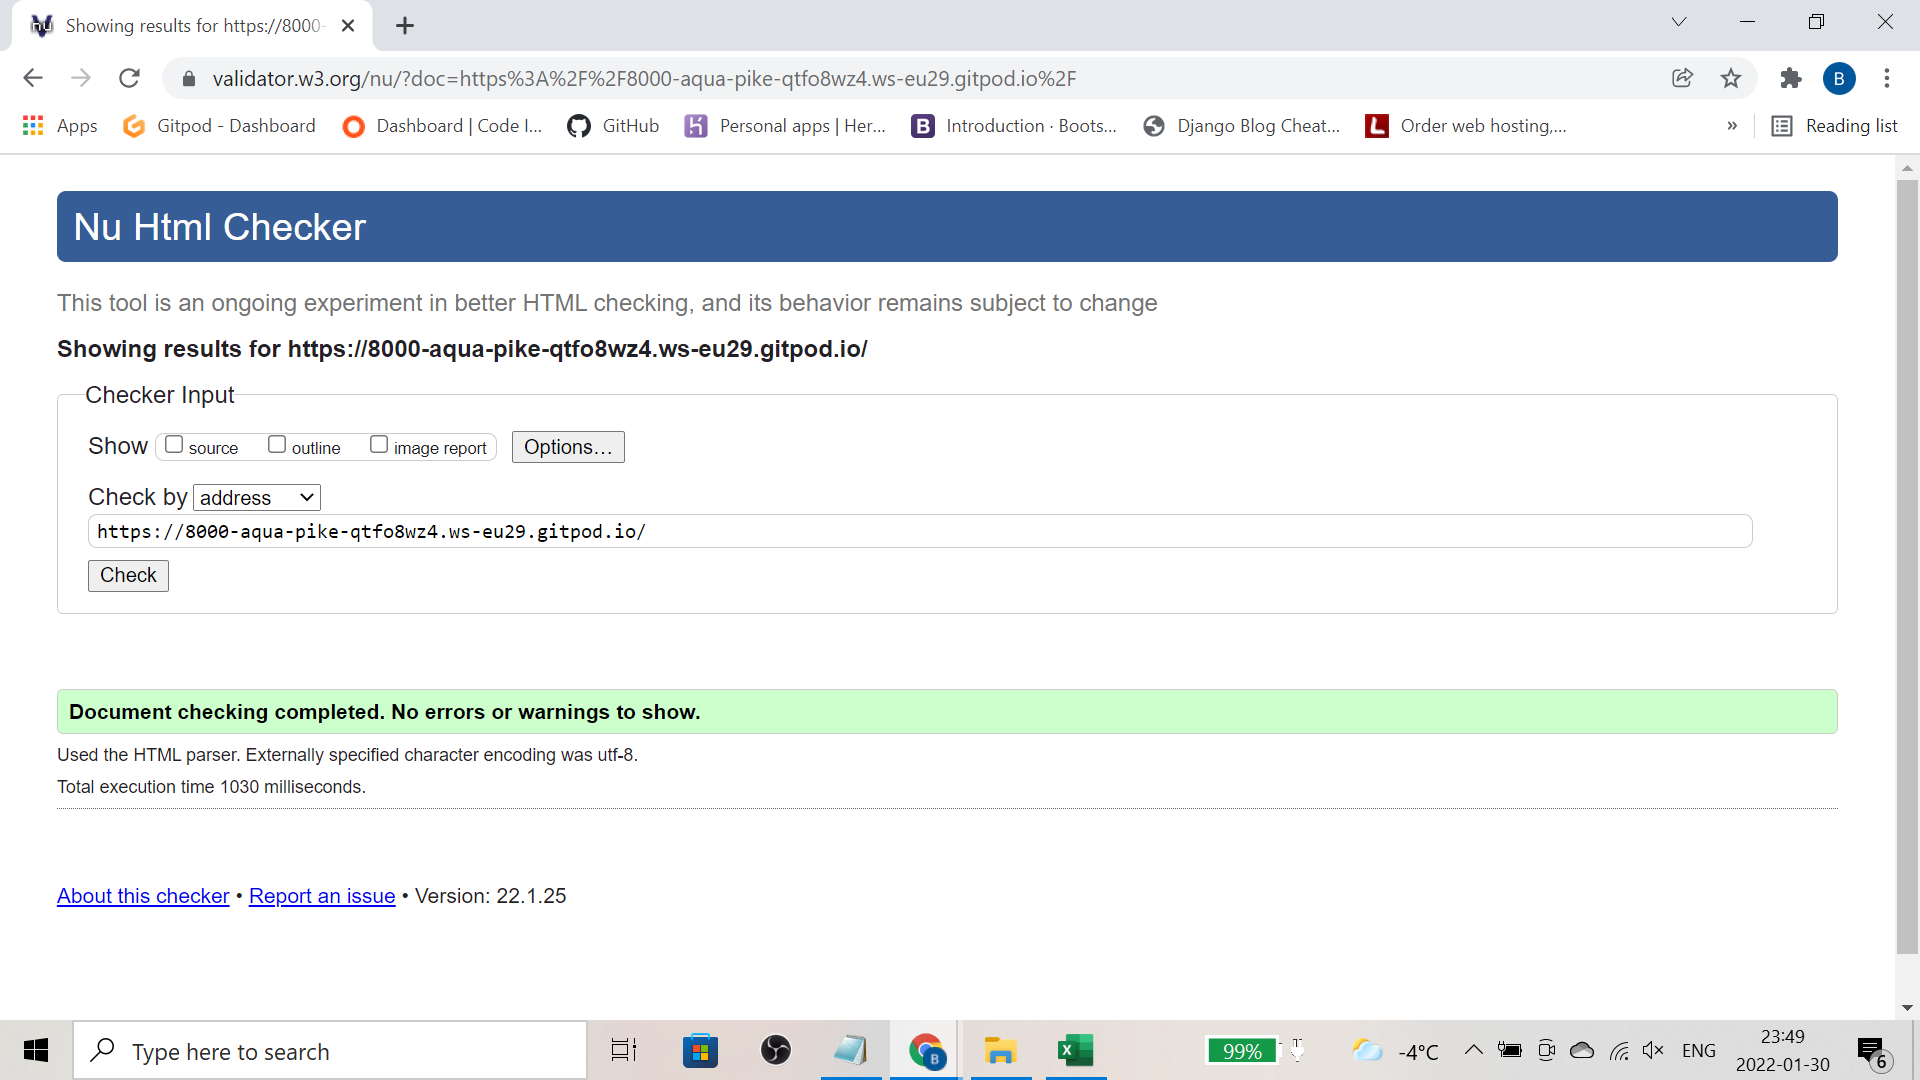 Showing results for https://8000-
validator.w3.org/nu/?doc=https%3A%2F%2F8000-aqua-pike-qtfo8wz4.ws-eu29.gitpod.io%2F
B
Apps Gitpod - Dashboard Dashboard | Code I... GitHub Personal apps | Her... B Introduction · Boots... Django Blog Cheat... L Order web hosting,... » Reading list
Nu Html Checker
This tool is an ongoing experiment in better HTML checking, and its behavior remains subject to change
Showing results for https://8000-aqua-pike-qtfo8wz4.ws-eu29.gitpod.io/
Checker Input
Show source outline image report Options…
Check by address
https://8000-aqua-pike-qtfo8wz4.ws-eu29.gitpod.io/
Check
Document checking completed. No errors or warnings to show.
Used the HTML parser. Externally specified character encoding was utf-8.
Total execution time 1030 milliseconds.
About this checker • Report an issue • Version: 22.1.25
Type here to search
B
99% -4°C ENG
23:49
2022-01-30
6